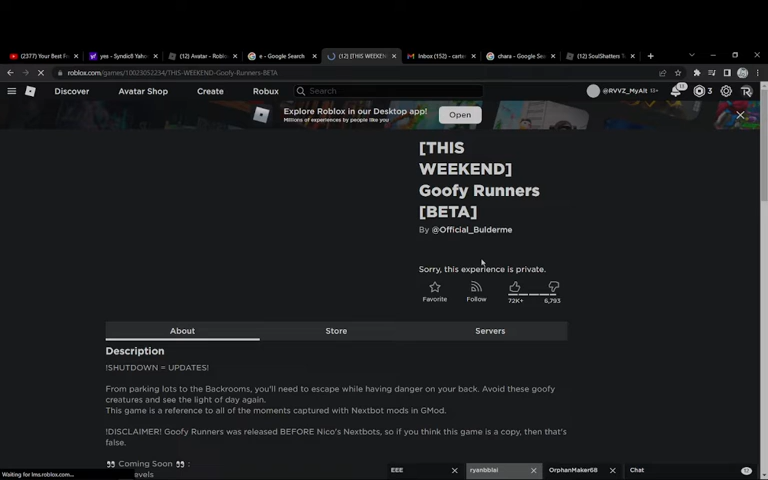 (2377) Your Best F
yes - Syndic8 Yahoo
(12) Avatar - Roblox
e - Google Search
(12) [THIS WEEKEN
Inbox (152) - carte
chara - Google Sea
(12) SoulShatters T
roblox.com/games/10023052234/THIS-WEEKEND-Goofy-Runners-BETA
Discover Avatar Shop Create Robux Search @RVVZ_MyAlt 13+ 3
Explore Roblox in our Desktop app!
Millions of experiences by people like you
Open
[THIS
WEEKEND]
Goofy Runners
[BETA]
By @Official_Bulderme
Sorry, this experience is private.
Favorite Follow 72K+ 6,793
About Store Servers
Description
!SHUTDOWN = UPDATES!
From parking lots to the Backrooms, you'll need to escape while having danger on your back. Avoid these goofy
creatures and see the light of day again.
This game is a reference to all of the moments captured with Nextbot mods in GMod.
!DISCLAIMER! Goofy Runners was released BEFORE Nico's Nextbots, so if you think this game is a copy, then that's
false.
👀 Coming Soon 👀 :
evels
Waiting for lms.roblox.com...
EEE ryanbblai OrphanMaker68 Chat